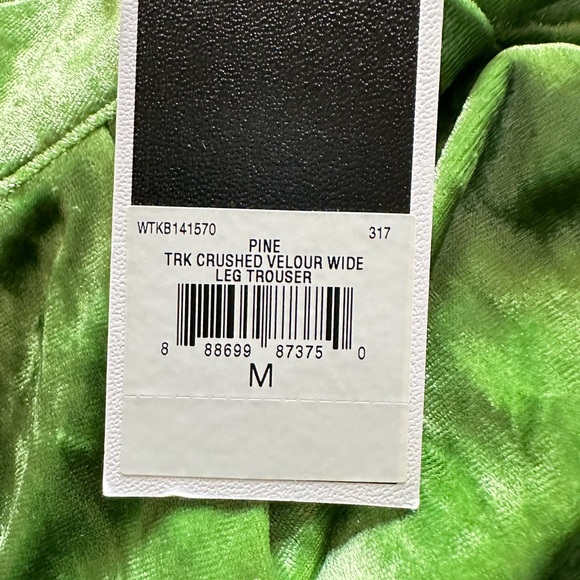 WTKB141570 317
PINE
TRK CRUSHED VELOUR WIDE
LEG TROUSER
8 88699 87375 0
M